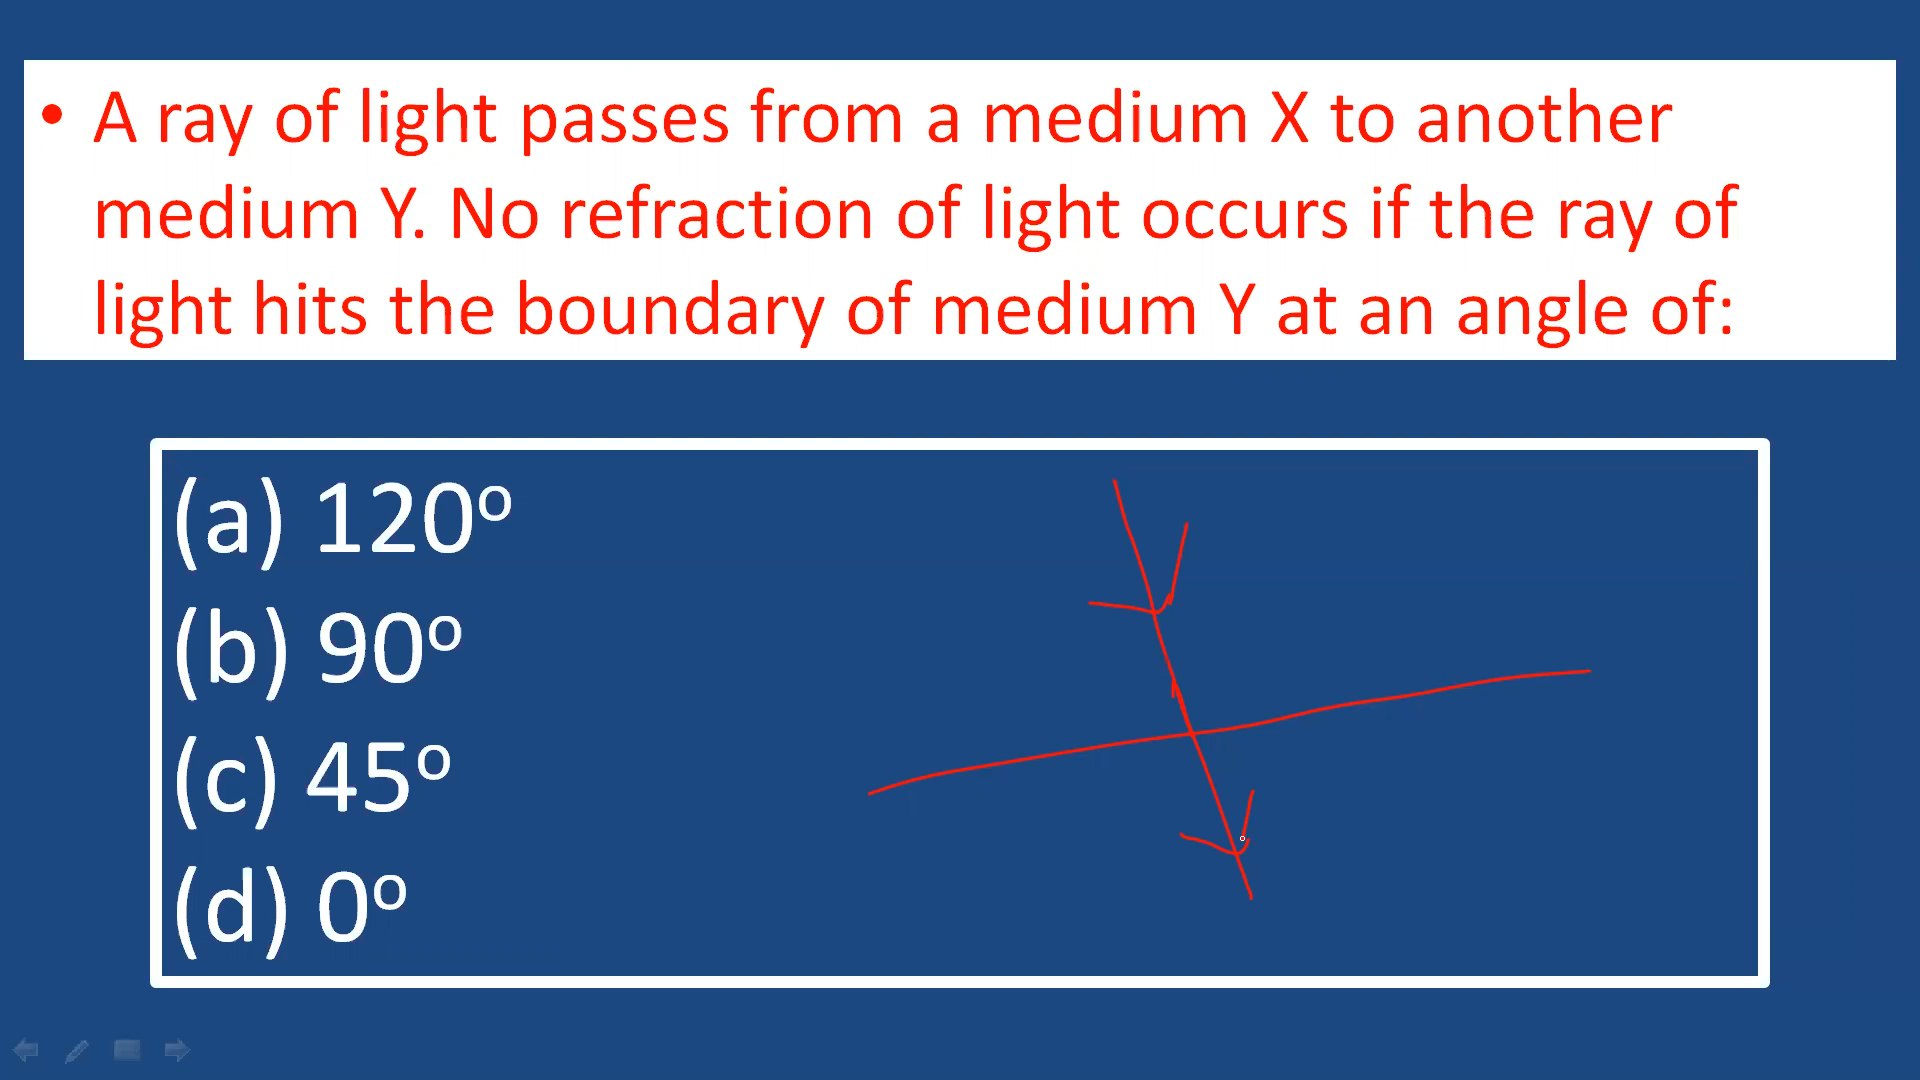 • A ray of light passes from a medium X to another
medium Y. No refraction of light occurs if the ray of
light hits the boundary of medium Y at an angle of:
(a) 120º
(b) 90º
(c) 45º
(d) 0º